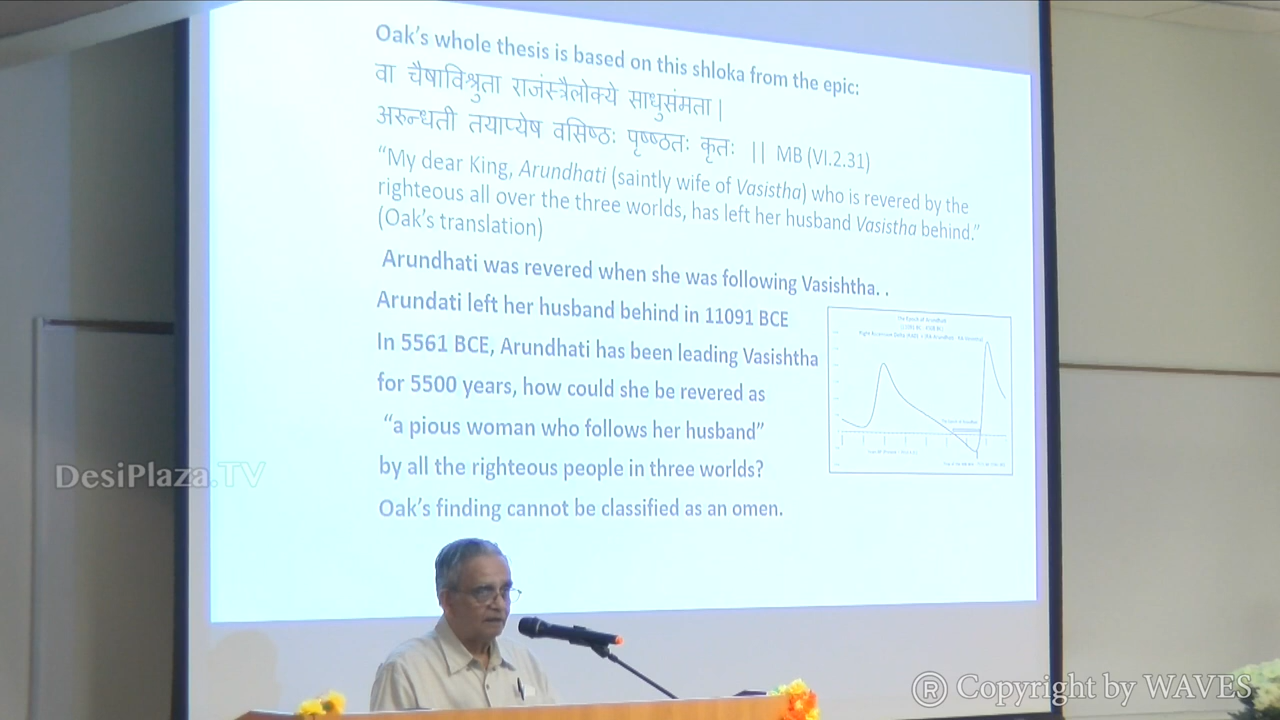 Oak's whole thesis is based on this shloka from the epic:
वा चैषाविश्रुता राजंस्त्रैलोक्ये साधुसंमता |
अरुन्धती तयाप्येष वसिष्ठः पृष्ष्ठतः कृतः || MB (VI.2.31)
"My dear King, Arundhati (saintly wife of Vasistha) who is revered by the
righteous all over the three worlds, has left her husband Vasistha behind."
(Oak's translation)
Arundhati was revered when she was following Vasishtha. .
Arundati left her husband behind in 11091 BCE
In 5561 BCE, Arundhati has been leading Vasishtha
for 5500 years, how could she be revered as
"a pious woman who follows her husband"
by all the righteous people in three worlds?
Oak's finding cannot be classified as an omen.
The Epoch of Arundhati
DesiPlaza.TV
® Copyright by WAVES